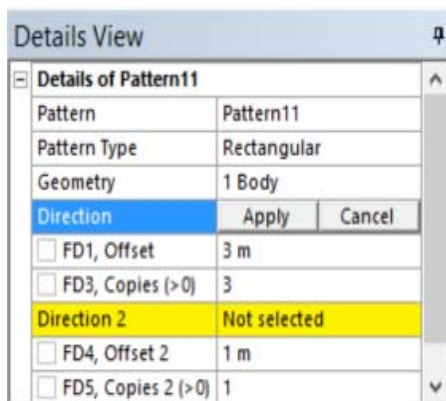 Details View
Details of Pattern11
Pattern Pattern11
Pattern Type Rectangular
Geometry 1 Body
Direction Apply Cancel
FD1, Offset 3 m
FD3, Copies (>0) 3
Direction 2 Not selected
FD4, Offset 2 1 m
FD5, Copies 2 (>0) 1